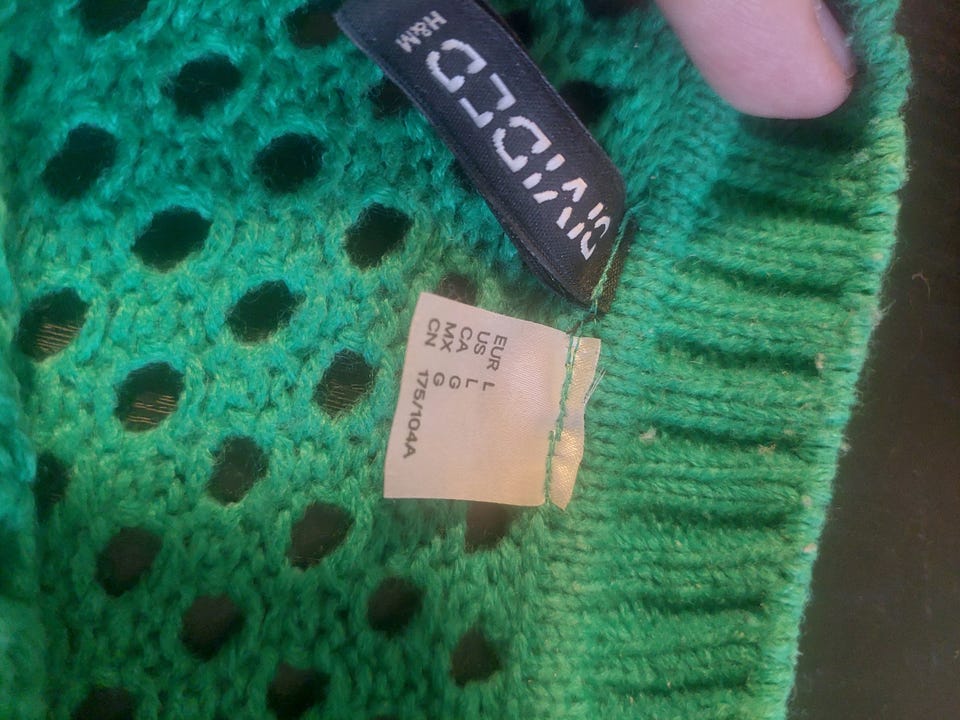 DIVIDED
H&M
EUR L
US L
CA G
MX G
CN 175/104A